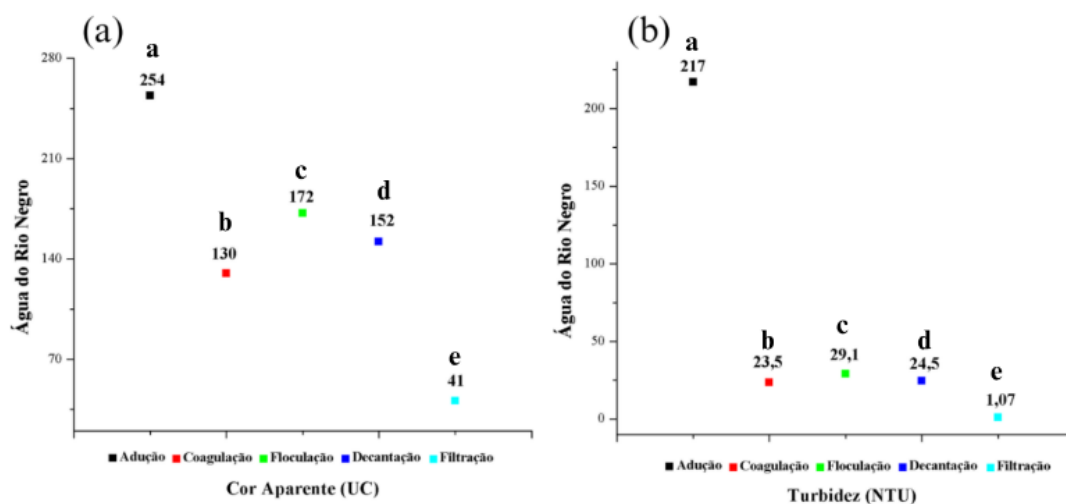 (a)
280
210
140
70
Água do Rio Negro
a
254
b
130
c
172
d
152
e
41
Adução Coagulação Floculação Decantação Filtração
Cor Aparente (UC)
(b)
200
150
100
50
0
Água do Rio Negro
a
217
b
23,5
c
29,1
d
24,5
e
1,07
Adução Coagulação Floculação Decantação Filtração
Turbidez (NTU)